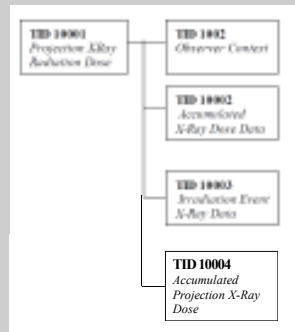 TID 10001
Projection XRay
Radiation Dose
TID 1002
Observer Context
TID 10002
Accumulated
X-Ray Dose Data
TID 10003
Irradiation Event
X-Ray Data
TID 10004
Accumulated
Projection X-Ray
Dose